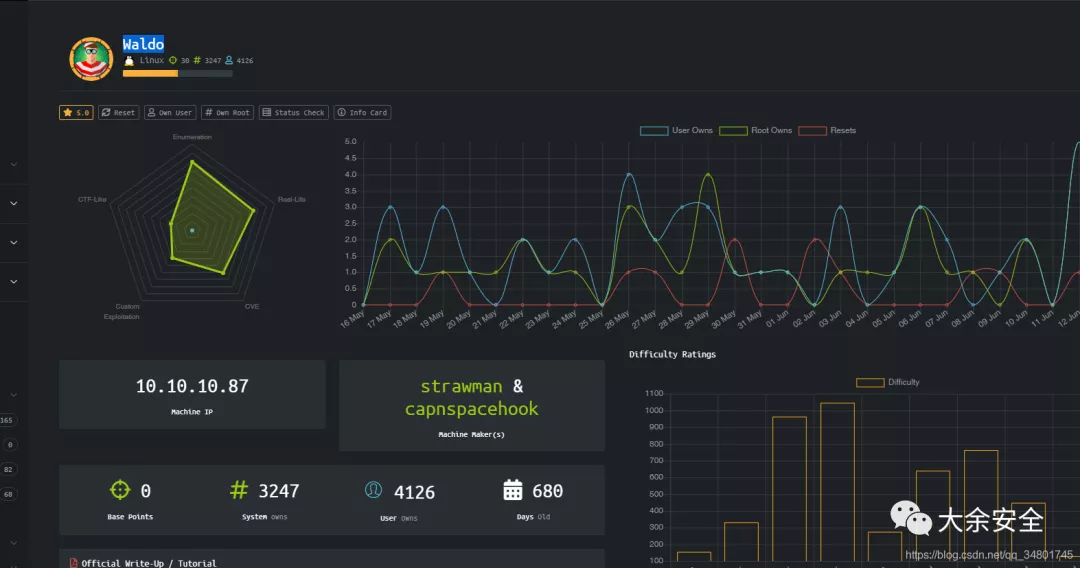 Waldo
Linux 30 # 3247 4126
5.0 Reset Own User # Own Root Status Check Info Card
User Owns Root Owns Resets
Enumeration
CTF-Like
Real-Life
Custom
Exploitation
CVE
5.0
4.5
4.0
3.5
3.0
2.5
2.0
1.5
1.0
0.5
0
16 May 17 May 18 May 19 May 20 May 21 May 22 May 23 May 24 May 25 May 26 May 27 May 28 May 29 May 30 May 31 May 01 Jun 02 Jun 03 Jun 04 Jun 05 Jun 06 Jun 07 Jun 08 Jun 09 Jun 10 Jun 11 Jun 12 Jun
10.10.10.87
Machine IP
strawman &
capnspacehook
Machine Maker(s)
Difficulty Ratings
Difficulty
1100
1000
900
800
700
600
500
400
300
200
100
165
0
82
68
0
Base Points
# 3247
System owns
4126
User Owns
680
Days Old
Official Write-Up / Tutorial
大余安全
https://blog.csdn.net/qq_34801745